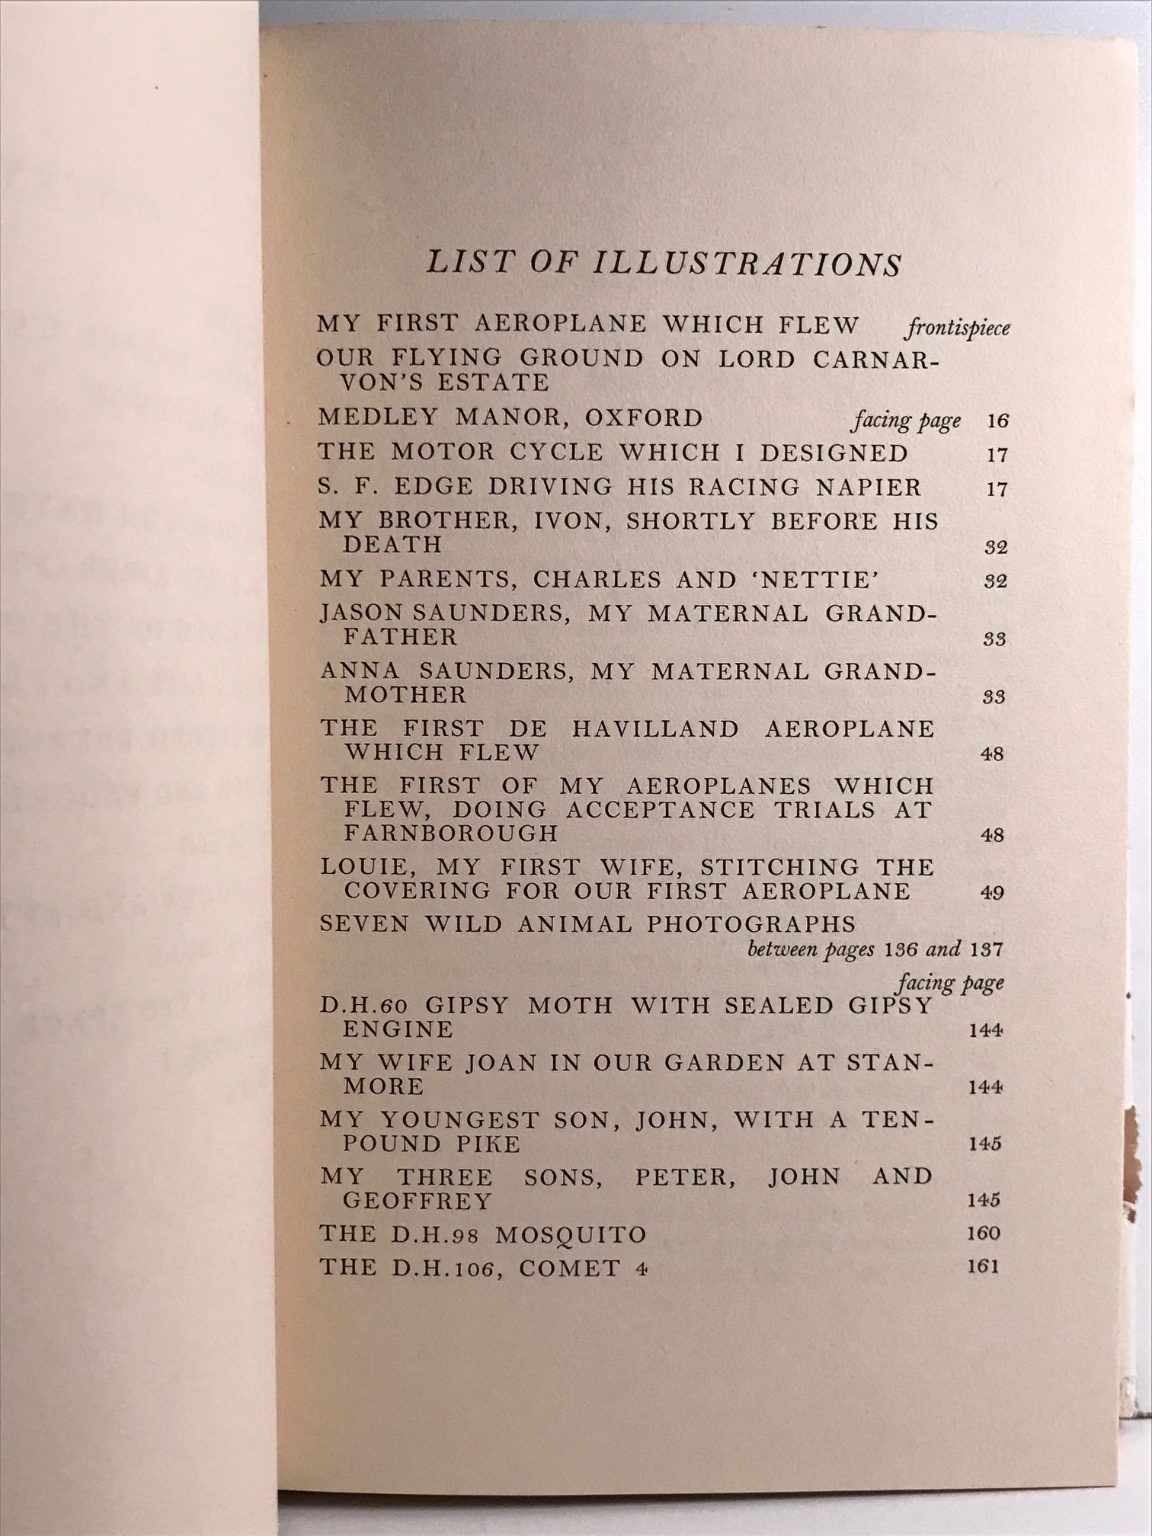 LIST OF ILLUSTRATIONS
MY FIRST AEROPLANE WHICH FLEW frontispiece
OUR FLYING GROUND ON LORD CARNAR-
VON'S ESTATE
MEDLEY MANOR, OXFORD facing page 16
THE MOTOR CYCLE WHICH I DESIGNED 17
S. F. EDGE DRIVING HIS RACING NAPIER 17
MY BROTHER, IVON, SHORTLY BEFORE HIS
DEATH 32
MY PARENTS, CHARLES AND 'NETTIE' 32
JASON SAUNDERS, MY MATERNAL GRAND-
FATHER 33
ANNA SAUNDERS, MY MATERNAL GRAND-
MOTHER 33
THE FIRST DE HAVILLAND AEROPLANE
WHICH FLEW 48
THE FIRST OF MY AEROPLANES WHICH
FLEW, DOING ACCEPTANCE TRIALS AT
FARNBOROUGH 48
LOUIE, MY FIRST WIFE, STITCHING THE
COVERING FOR OUR FIRST AEROPLANE 49
SEVEN WILD ANIMAL PHOTOGRAPHS
between pages 136 and 137
facing page
D.H.60 GIPSY MOTH WITH SEALED GIPSY
ENGINE 144
MY WIFE JOAN IN OUR GARDEN AT STAN-
MORE 144
MY YOUNGEST SON, JOHN, WITH A TEN-
POUND PIKE 145
MY THREE SONS, PETER, JOHN AND
GEOFFREY 145
THE D.H.98 MOSQUITO 160
THE D.H.106, COMET 4 161